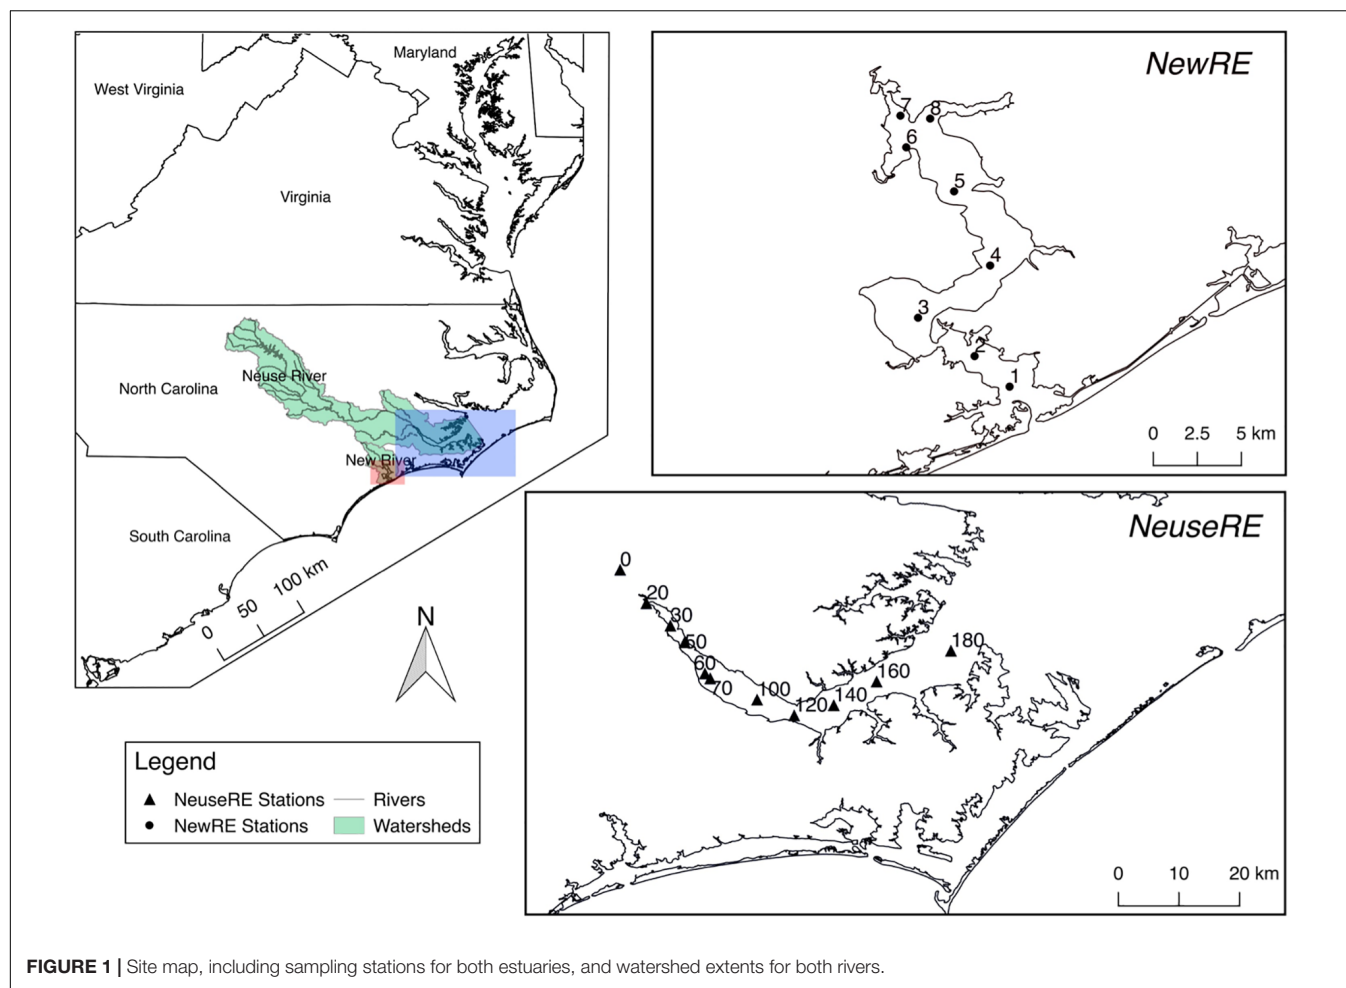 Maryland
West Virginia
Virginia
Neuse River
North Carolina
New River
South Carolina
0 50 100 km
N
Legend
NeuseRE Stations
Rivers
NewRE Stations
Watersheds
NewRE
7
8
6
5
4
3
2
1
0 2.5 5 km
NeuseRE
0
20
30
50
60
70
100
120
140
160
180
0 10 20 km
FIGURE 1 | Site map, including sampling stations for both estuaries, and watershed extents for both rivers.